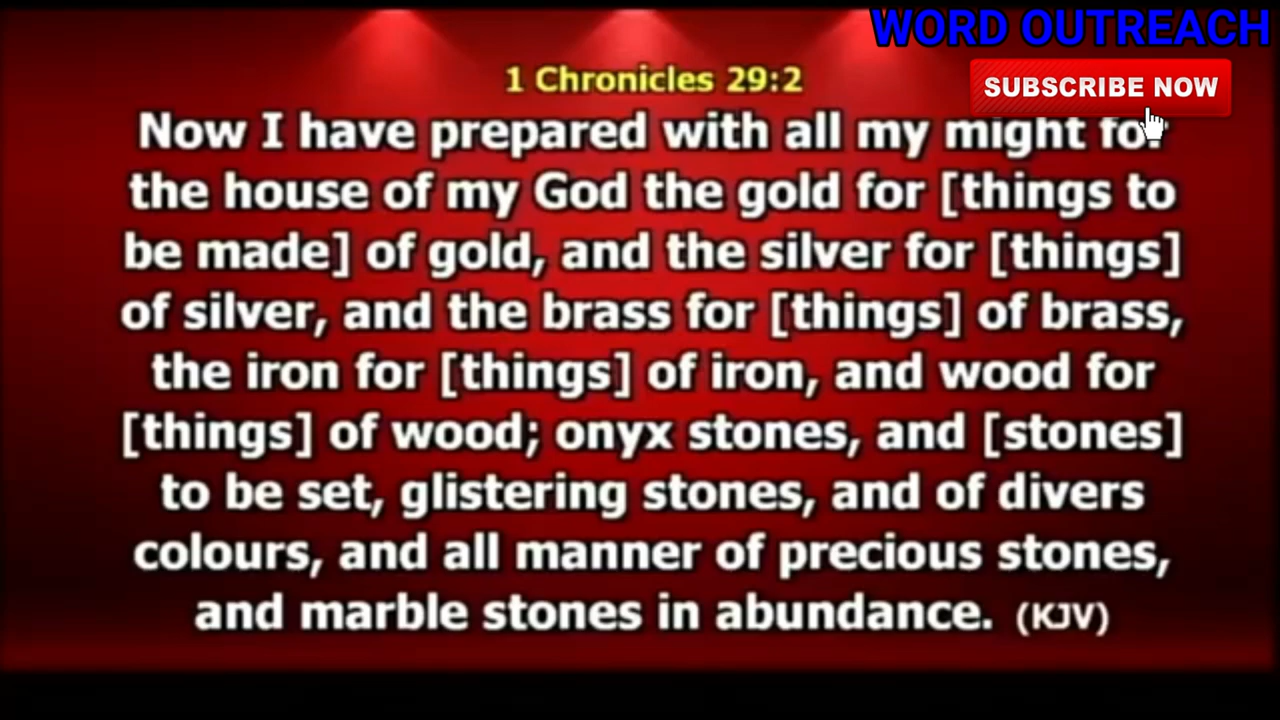 WORD OUTREACH
SUBSCRIBE NOW
1 Chronicles 29:2
Now I have prepared with all my might for
the house of my God the gold for [things to
be made] of gold, and the silver for [things]
of silver, and the brass for [things] of brass,
the iron for [things] of iron, and wood for
[things] of wood; onyx stones, and [stones]
to be set, glistering stones, and of divers
colours, and all manner of precious stones,
and marble stones in abundance. (KJV)